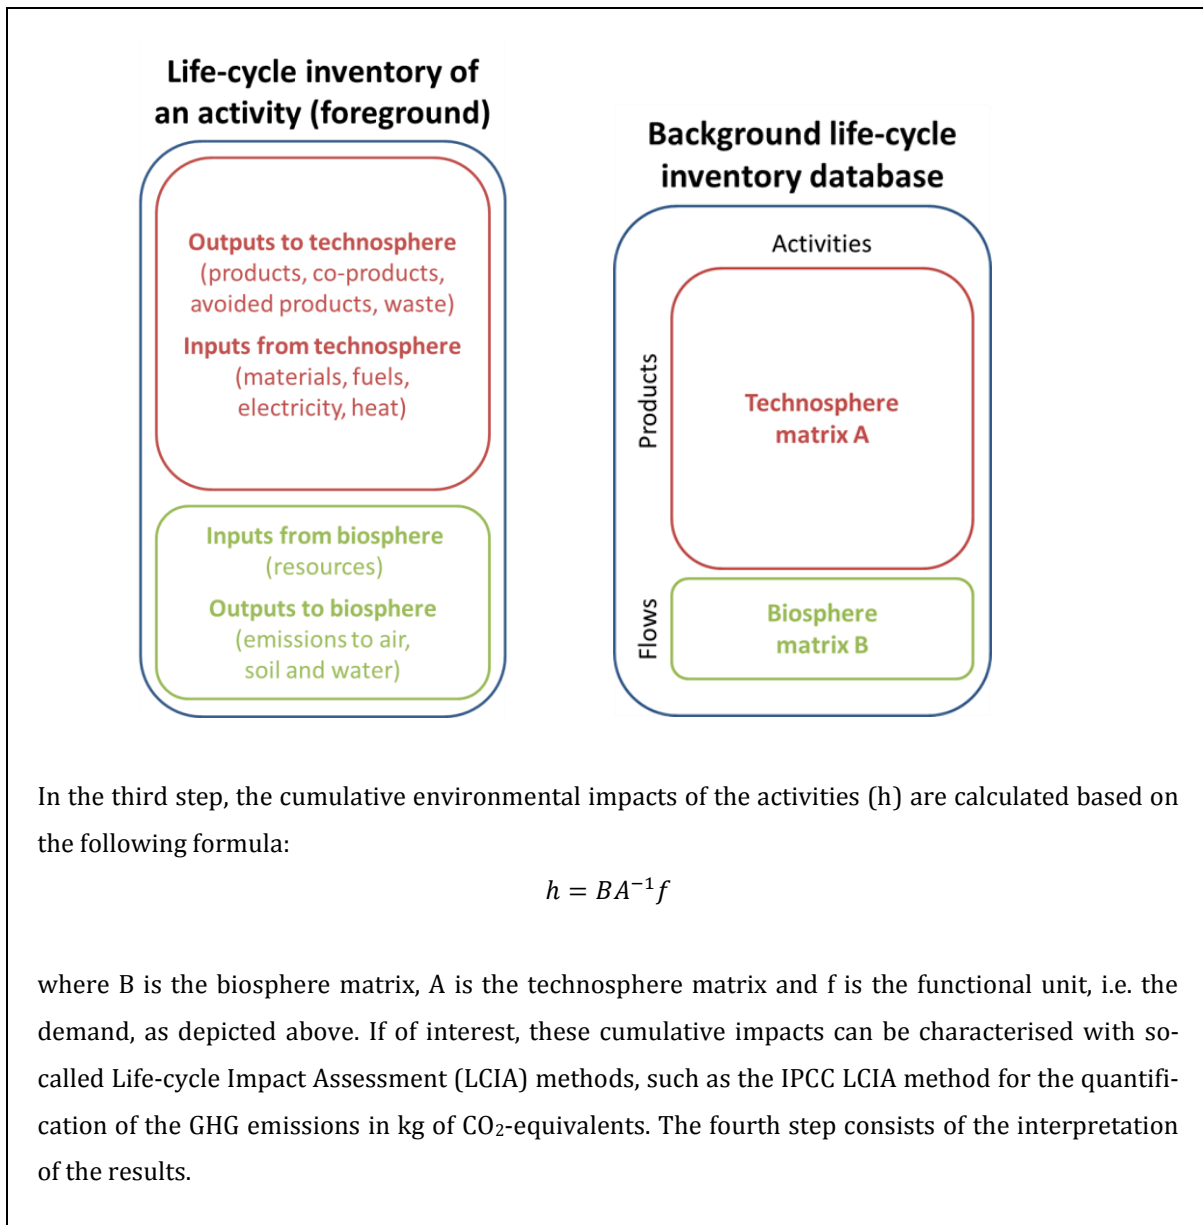 Life-cycle inventory of
an activity (foreground)
Outputs to technosphere
(products, co-products,
avoided products, waste)
Inputs from technosphere
(materials, fuels,
electricity, heat)
Inputs from biosphere
(resources)
Outputs to biosphere
(emissions to air,
soil and water)
Background life-cycle
inventory database
Activities
Products
Technosphere
matrix A
Flows
Biosphere
matrix B
In the third step, the cumulative environmental impacts of the activities (h) are calculated based on
the following formula:
h = BA⁻¹f
where B is the biosphere matrix, A is the technosphere matrix and f is the functional unit, i.e. the
demand, as depicted above. If of interest, these cumulative impacts can be characterised with so-
called Life-cycle Impact Assessment (LCIA) methods, such as the IPCC LCIA method for the quantifi-
cation of the GHG emissions in kg of CO₂-equivalents. The fourth step consists of the interpretation
of the results.